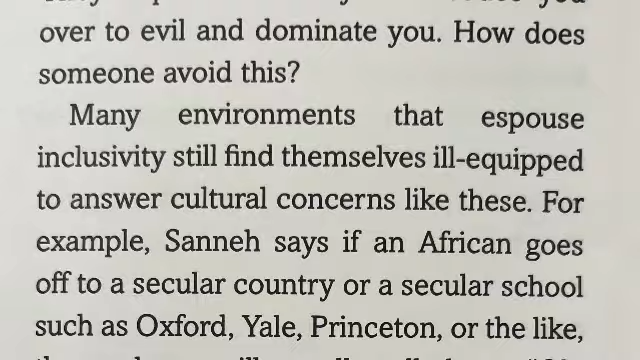 over to evil and dominate you. How does
someone avoid this?
Many environments that espouse
inclusivity still find themselves ill-equipped
to answer cultural concerns like these. For
example, Sanneh says if an African goes
off to a secular country or a secular school
such as Oxford, Yale, Princeton, or the like,